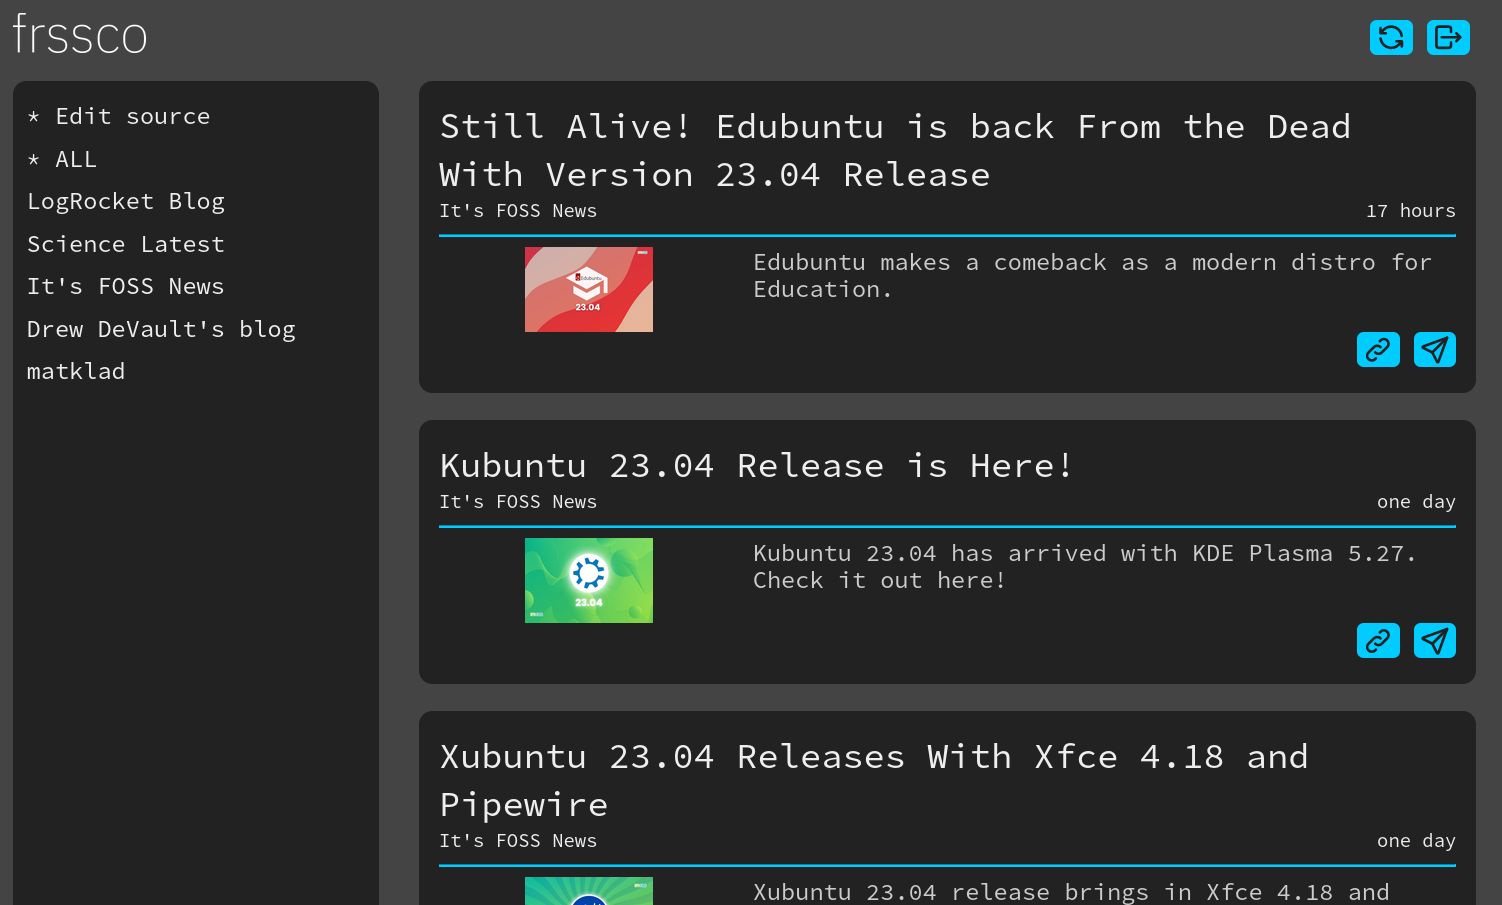 frssco
* Edit source
* ALL
LogRocket Blog
Science Latest
It's FOSS News
Drew DeVault's blog
matklad
Still Alive! Edubuntu is back From the Dead
With Version 23.04 Release
It's FOSS News
17 hours
Edubuntu
23.04
Edubuntu makes a comeback as a modern distro for
Education.
Kubuntu 23.04 Release is Here!
It's FOSS News
one day
23.04
Kubuntu 23.04 has arrived with KDE Plasma 5.27.
Check it out here!
Xubuntu 23.04 Releases With Xfce 4.18 and
Pipewire
It's FOSS News
one day
Xubuntu 23.04 release brings in Xfce 4.18 and